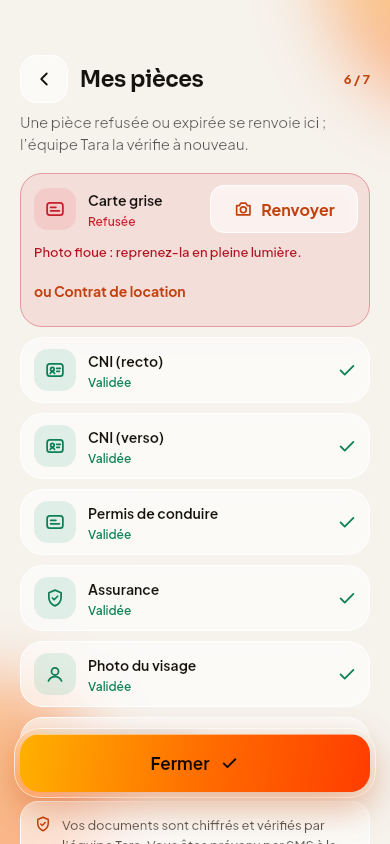 Mes pièces
6 / 7
Une pièce refusée ou expirée se renvoie ici ;
l'équipe Tara la vérifie à nouveau.
Carte grise
Refusée
Renvoyer
Photo floue : reprenez-la en pleine lumière.
ou Contrat de location
CNI (recto)
Validée
CNI (verso)
Validée
Permis de conduire
Validée
Assurance
Validée
Photo du visage
Validée
Fermer
Vos documents sont chiffrés et vérifiés par
l'équipe Tara. Vous êtes prévenu par SMS à la